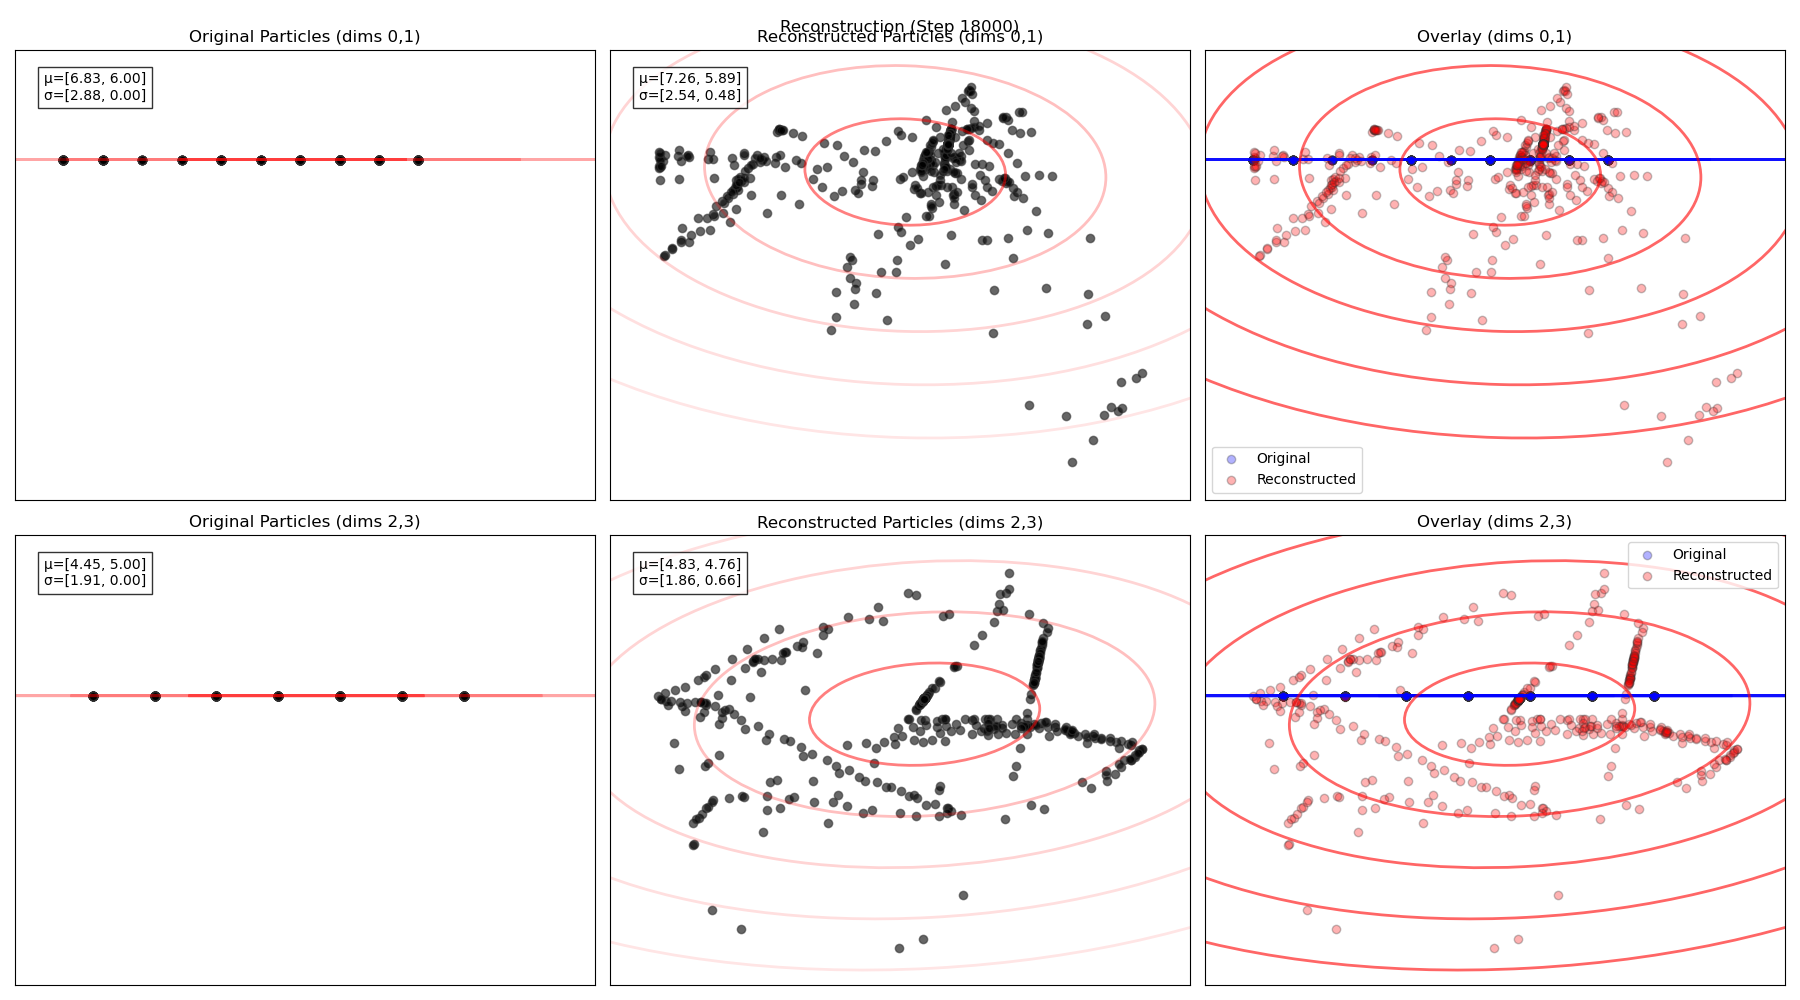 Reconstruction (Step 18000)
Original Particles (dims 0,1)
Reconstructed Particles (dims 0,1)
Overlay (dims 0,1)
μ=[6.83, 6.00]
σ=[2.88, 0.00]
μ=[7.26, 5.89]
σ=[2.54, 0.48]
Original
Reconstructed
Original Particles (dims 2,3)
Reconstructed Particles (dims 2,3)
Overlay (dims 2,3)
μ=[4.45, 5.00]
σ=[1.91, 0.00]
μ=[4.83, 4.76]
σ=[1.86, 0.66]
Original
Reconstructed